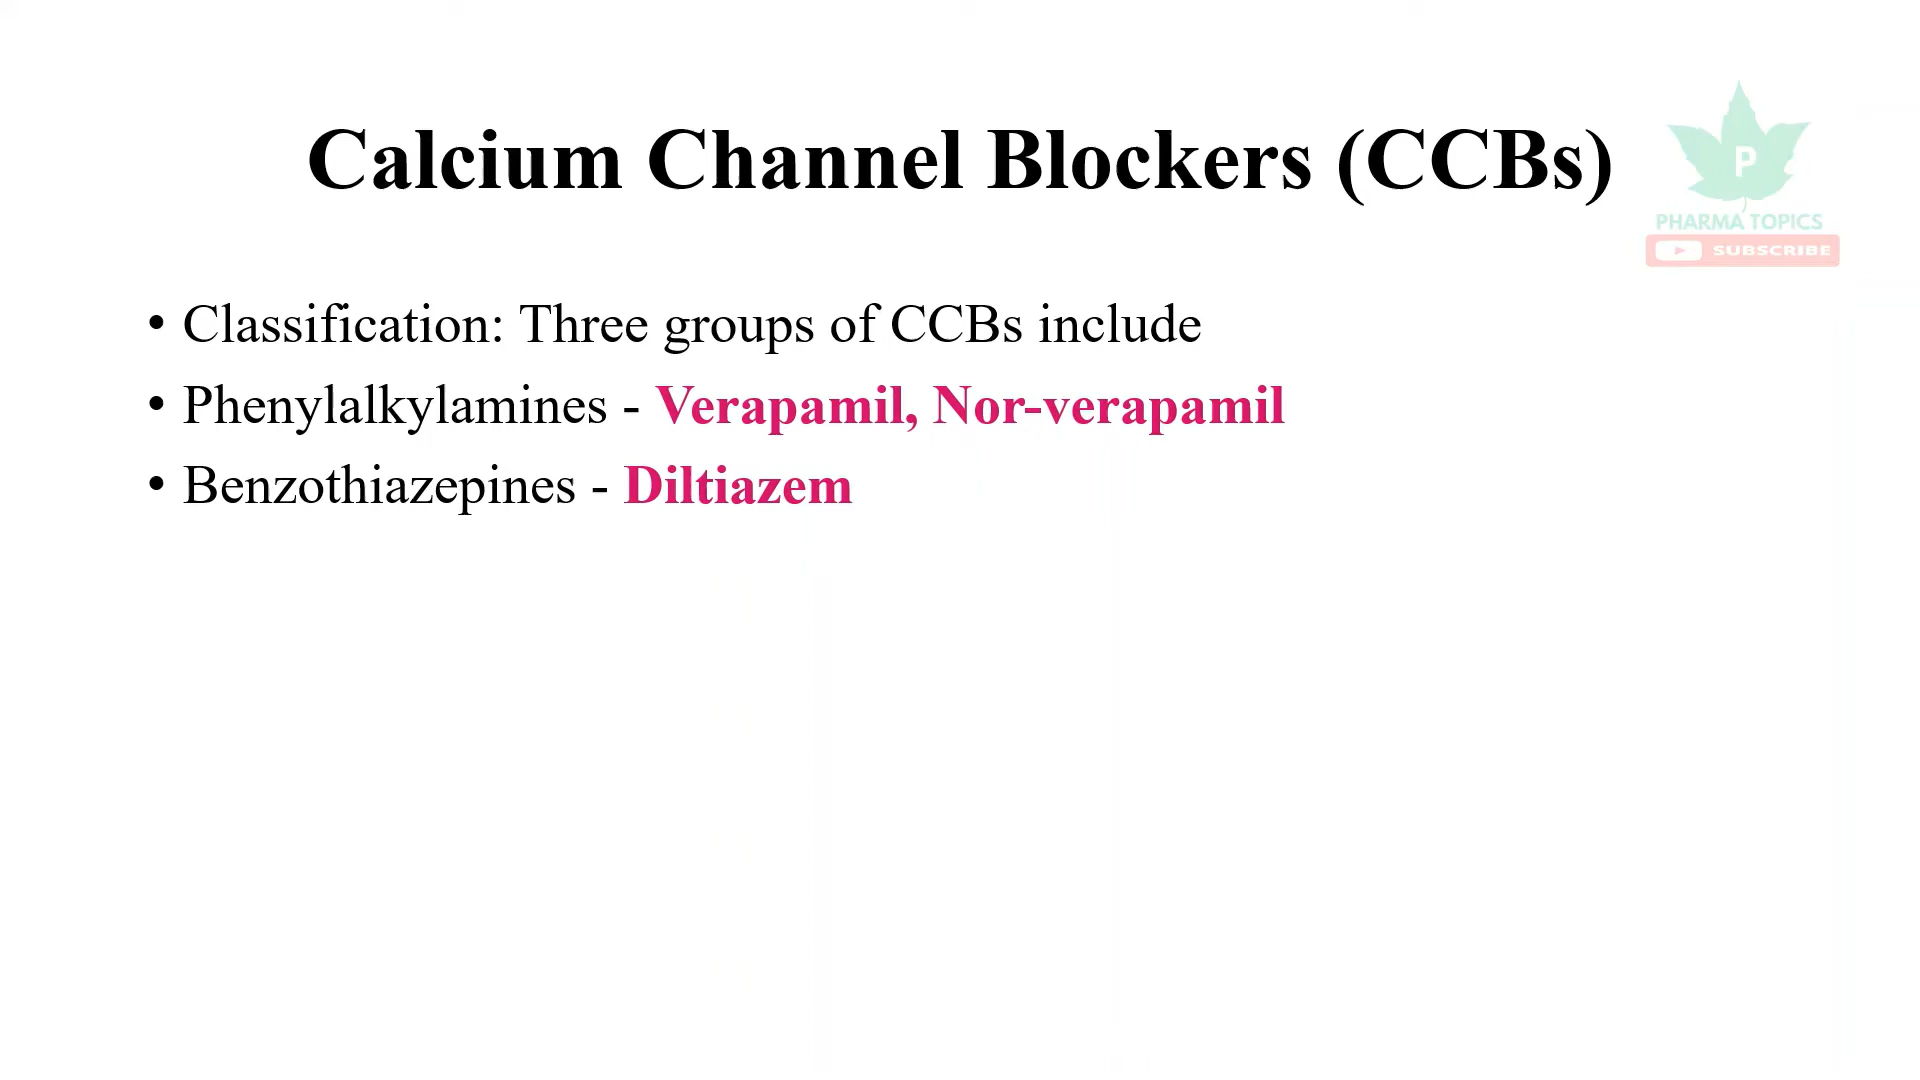 Calcium Channel Blockers (CCBs)
P
PHARMA TOPICS
SUBSCRIBE
• Classification: Three groups of CCBs include
• Phenylalkylamines - Verapamil, Nor-verapamil
• Benzothiazepines - Diltiazem